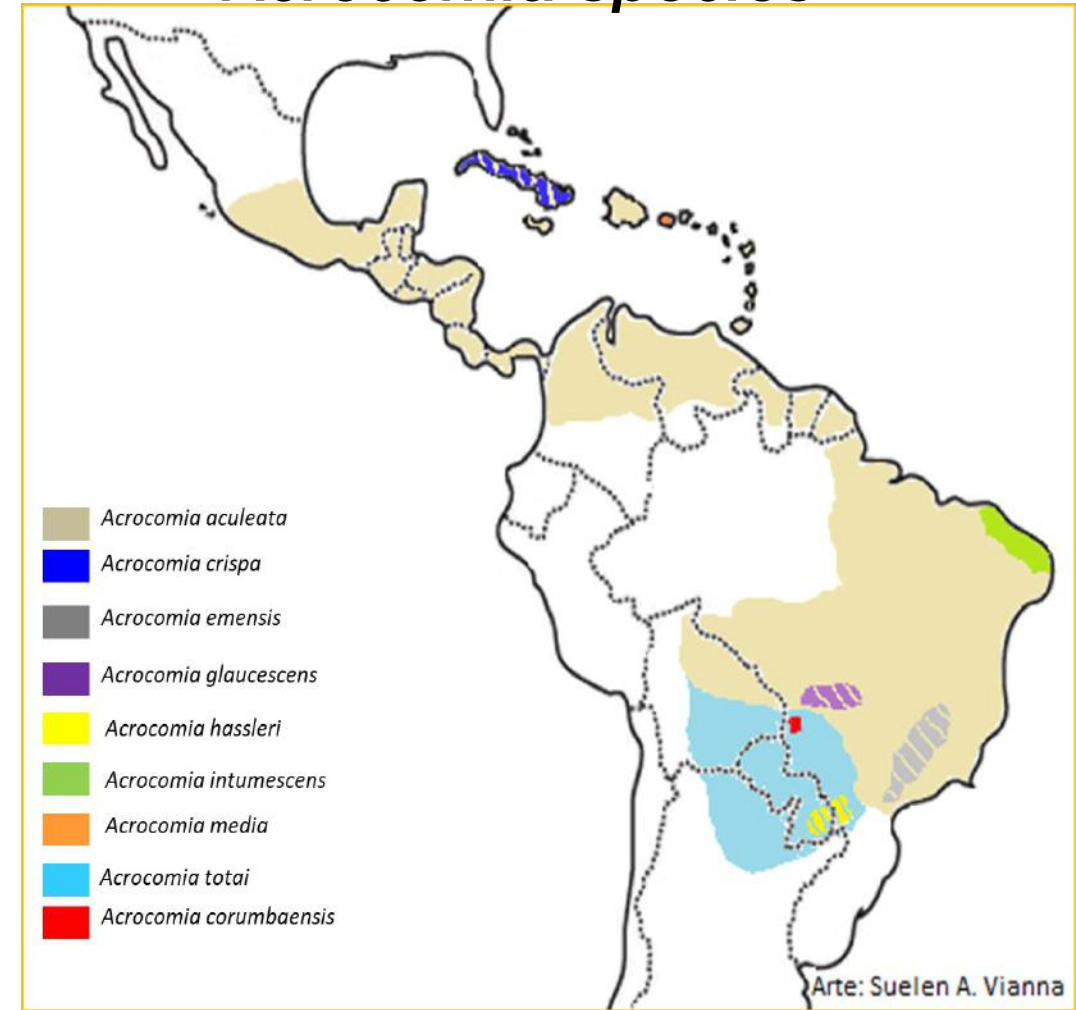 Acrocomia aculeata
Acrocomia crispa
Acrocomia emensis
Acrocomia glaucescens
Acrocomia hassleri
Acrocomia intumescens
Acrocomia media
Acrocomia totai
Acrocomia corumbaensis
Arte: Suelen A. Vianna